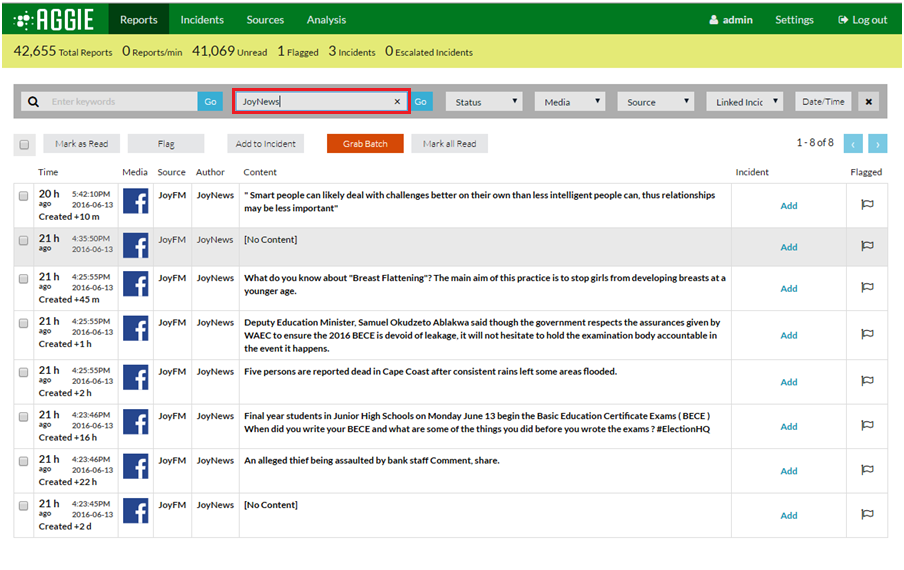 AGGIE Reports Incidents Sources Analysis admin Settings Log out
42,655 Total Reports 0 Reports/min 41,069 Unread 1 Flagged 3 Incidents 0 Escalated Incidents
Enter keywords Go JoyNews × Go Status Media Source Linked Incic Date/Time ×
Mark as Read Flag Add to Incident Grab Batch Mark all Read 1 - 8 of 8 ‹ ›
Time Media Source Author Content Incident Flagged
20 h 5:42:10PM JoyFM JoyNews " Smart people can likely deal with challenges better on their own than less intelligent people can, thus relationships
ago 2016-06-13 may be less important" Add
Created +10 m
21 h 4:35:50PM JoyFM JoyNews [No Content]
ago 2016-06-13 Add
21 h 4:25:55PM JoyFM JoyNews What do you know about "Breast Flattening"? The main aim of this practice is to stop girls from developing breasts at a
ago 2016-06-13 younger age. Add
Created +45 m
21 h 4:25:55PM JoyFM JoyNews Deputy Education Minister, Samuel Okudzeto Ablakwa said though the government respects the assurances given by
ago 2016-06-13 WAEC to ensure the 2016 BECE is devoid of leakage, it will not hesitate to hold the examination body accountable in Add
Created +1 h the event it happens.
21 h 4:25:55PM JoyFM JoyNews Five persons are reported dead in Cape Coast after consistent rains left some areas flooded.
ago 2016-06-13 Add
Created +2 h
21 h 4:23:46PM JoyFM JoyNews Final year students in Junior High Schools on Monday June 13 begin the Basic Education Certificate Exams ( BECE )
ago 2016-06-13 When did you write your BECE and what are some of the things you did before you wrote the exams ? #ElectionHQ Add
Created +16 h
21 h 4:23:46PM JoyFM JoyNews An alleged thief being assaulted by bank staff Comment, share.
ago 2016-06-13 Add
Created +22 h
21 h 4:23:45PM JoyFM JoyNews [No Content]
ago 2016-06-13 Add
Created +2 d